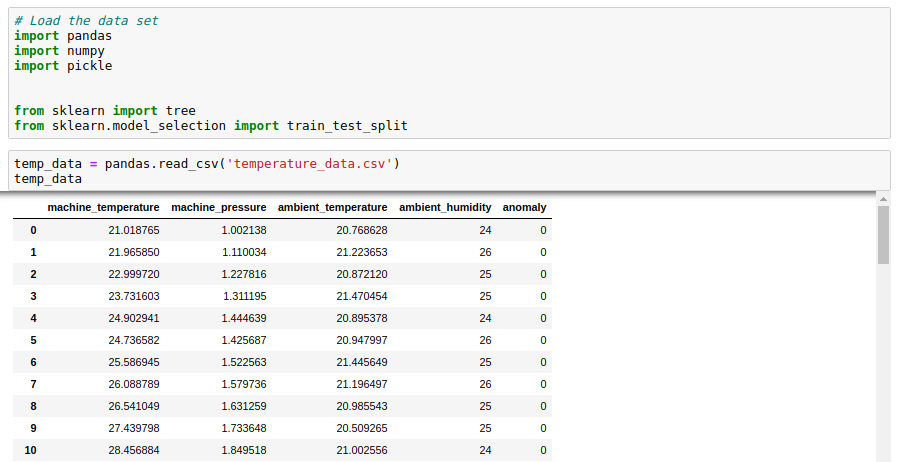 # Load the data set
import pandas
import numpy
import pickle
from sklearn import tree
from sklearn.model_selection import train_test_split
temp_data = pandas.read_csv('temperature_data.csv')
temp_data
machine_temperature machine_pressure ambient_temperature ambient_humidity anomaly
0 21.018765 1.002138 20.768628 24 0
1 21.965850 1.110034 21.223653 26 0
2 22.999720 1.227816 20.872120 25 0
3 23.731603 1.311195 21.470454 25 0
4 24.902941 1.444639 20.895378 24 0
5 24.736582 1.425687 20.947997 26 0
6 25.586945 1.522563 21.445649 25 0
7 26.088789 1.579736 21.196497 26 0
8 26.541049 1.631259 20.985543 25 0
9 27.439798 1.733648 20.509265 25 0
10 28.456884 1.849518 21.002556 24 0